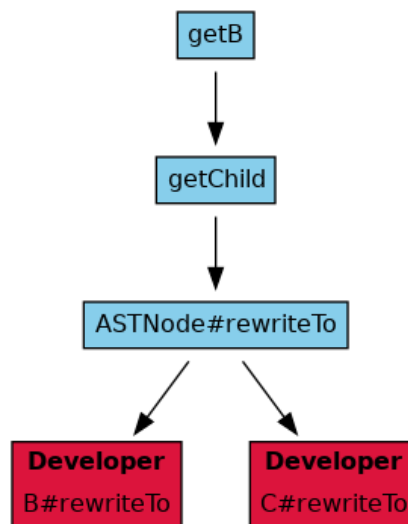 getB
getChild
ASTNode#rewriteTo
Developer
B#rewriteTo
Developer
C#rewriteTo